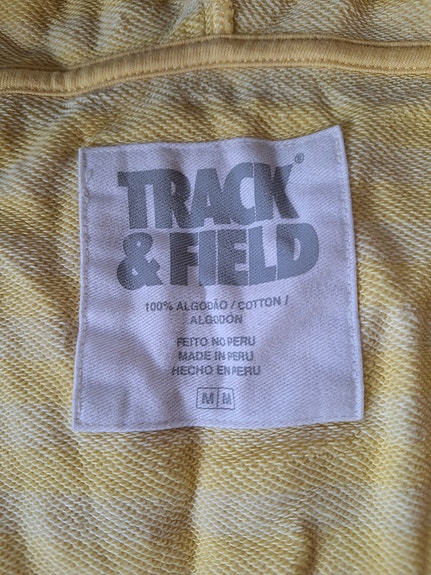 TRACK®
& FIELD
100% ALGODÃO / COTTON /
ALGODÓN
FEITO NO PERU
MADE IN PERU
HECHO EN PERU
M M